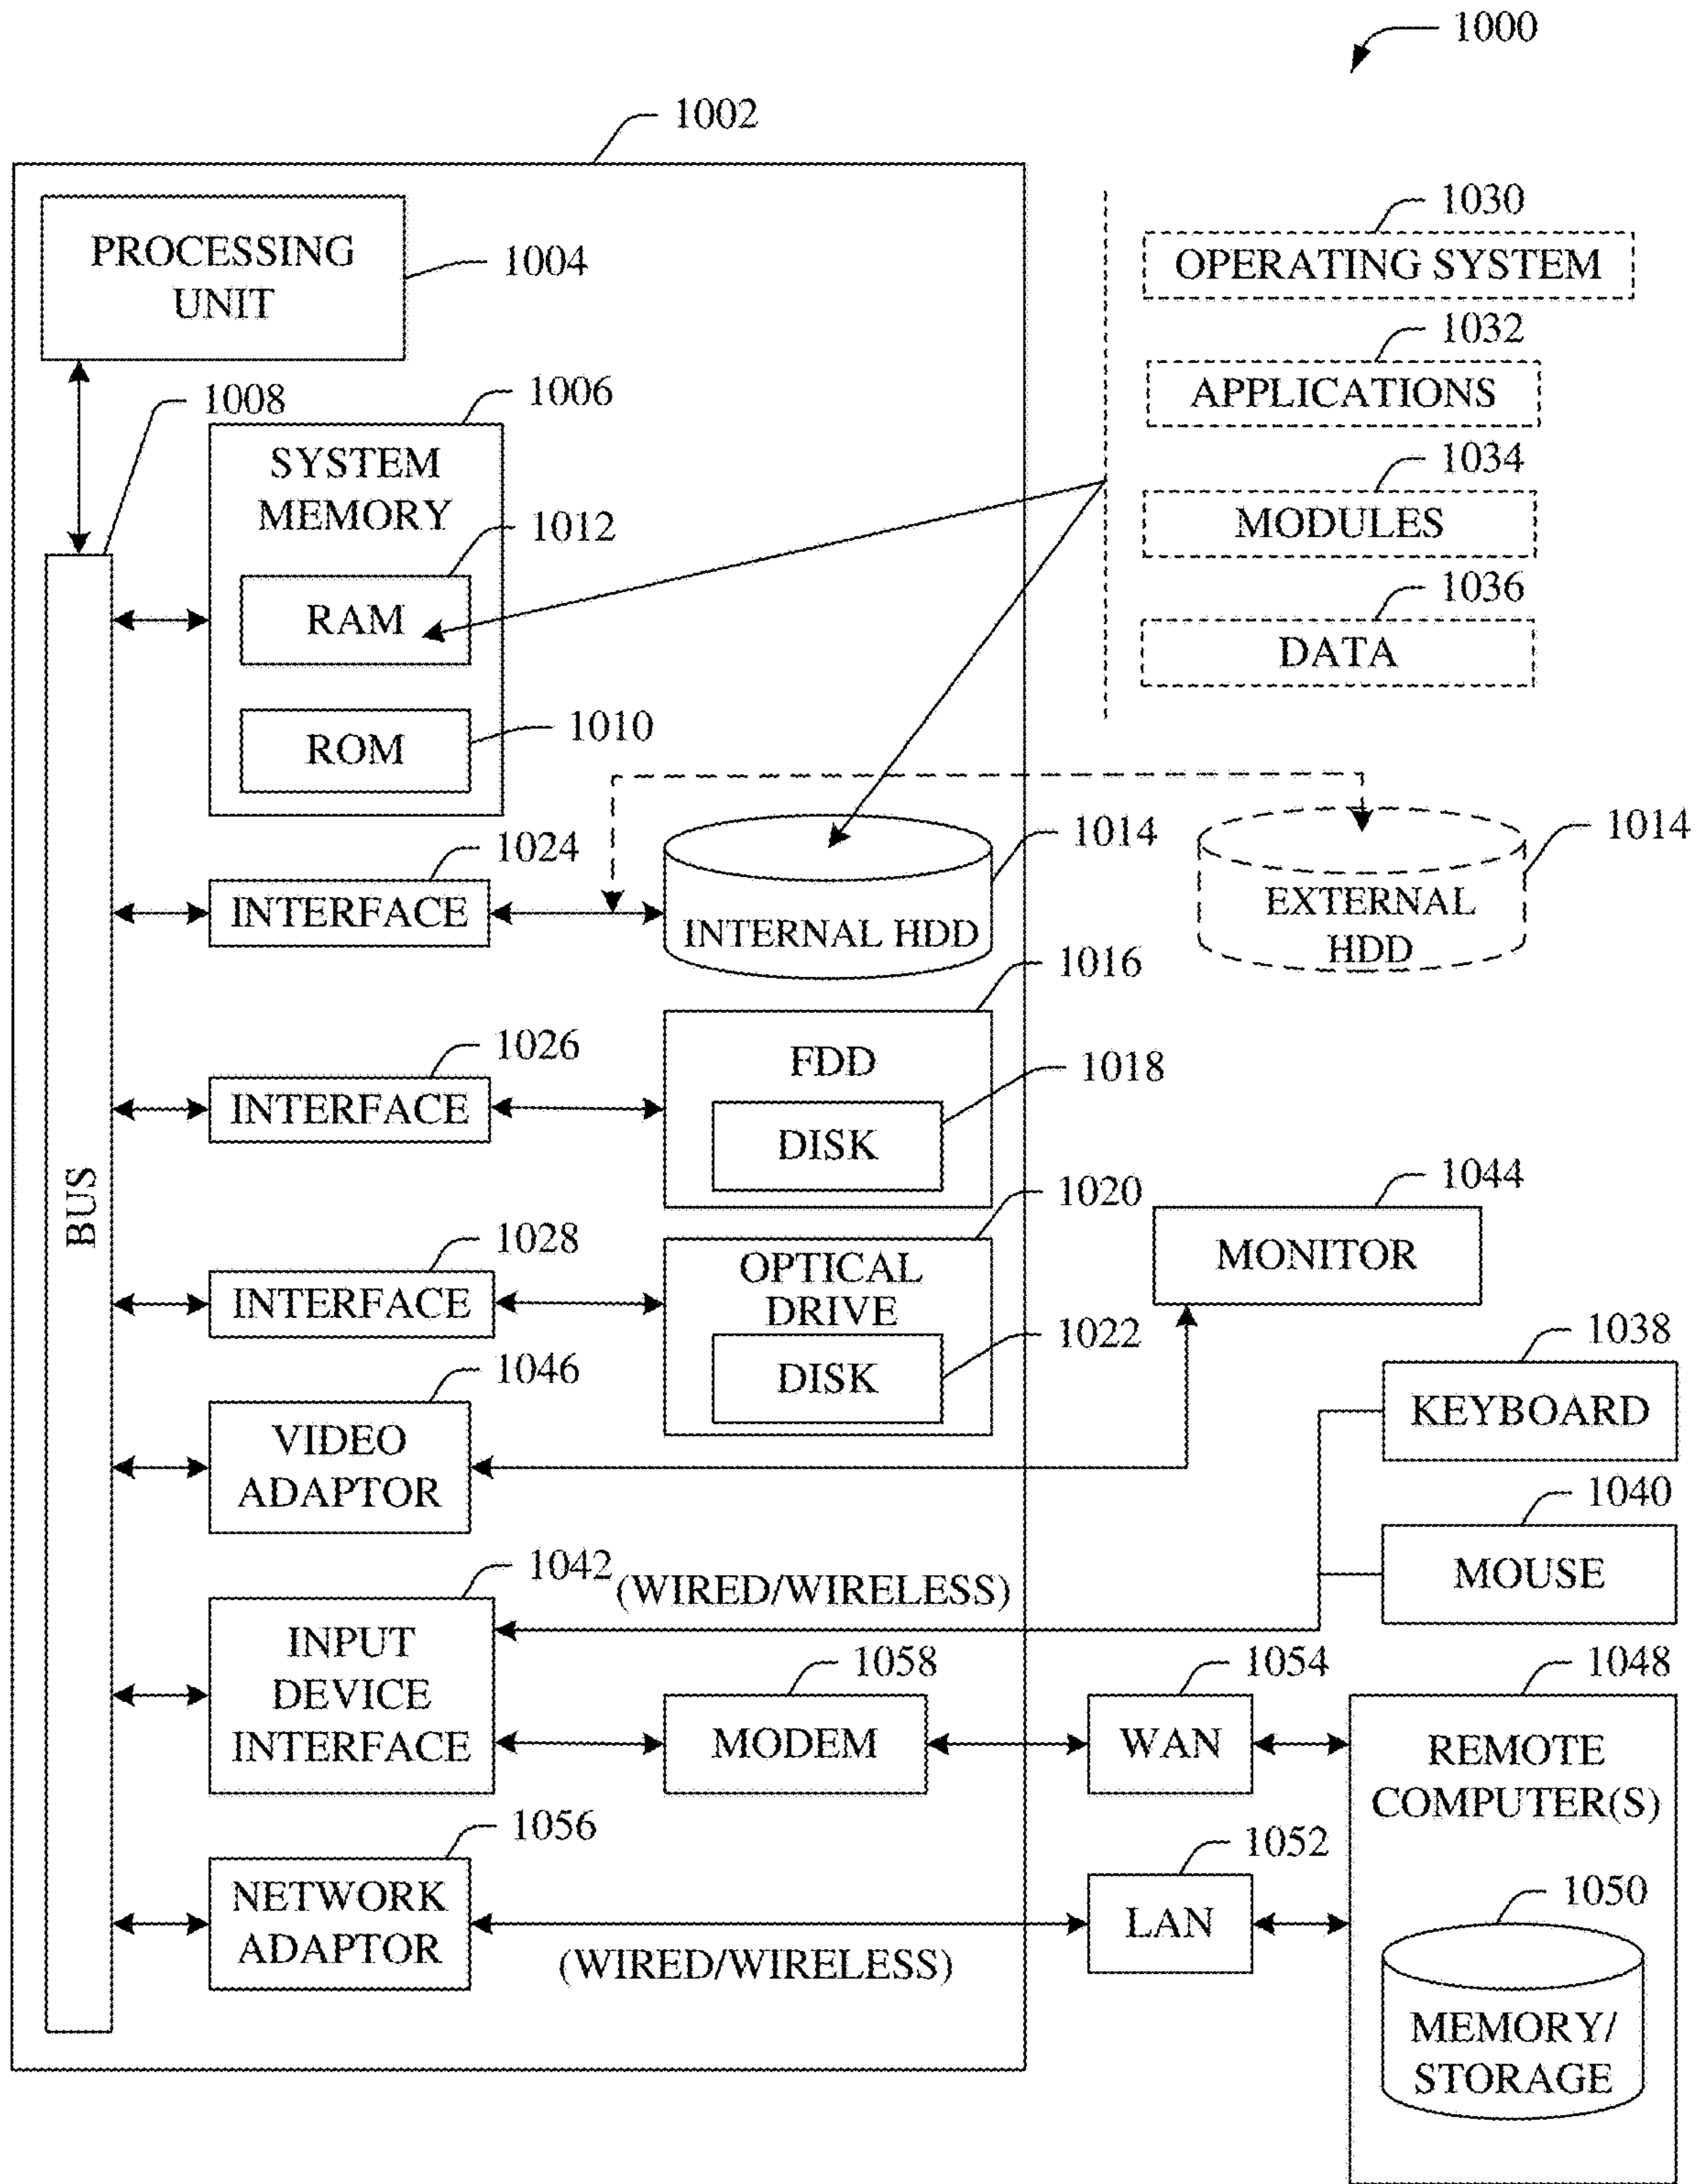 1000
1002
PROCESSING
UNIT
1004
1030
OPERATING SYSTEM
1032
APPLICATIONS
1034
MODULES
1036
DATA
1008
1006
SYSTEM
MEMORY
1012
RAM
1010
ROM
BUS
1024
INTERFACE
1014
INTERNAL HDD
1014
EXTERNAL
HDD
1026
INTERFACE
1016
FDD
1018
DISK
1028
INTERFACE
1020
OPTICAL
DRIVE
1022
DISK
1044
MONITOR
1046
VIDEO
ADAPTOR
1038
KEYBOARD
1040
MOUSE
1042
(WIRED/WIRELESS)
INPUT
DEVICE
INTERFACE
1058
MODEM
1054
WAN
1048
REMOTE
COMPUTER(S)
1056
NETWORK
ADAPTOR
(WIRED/WIRELESS)
1052
LAN
1050
MEMORY/
STORAGE